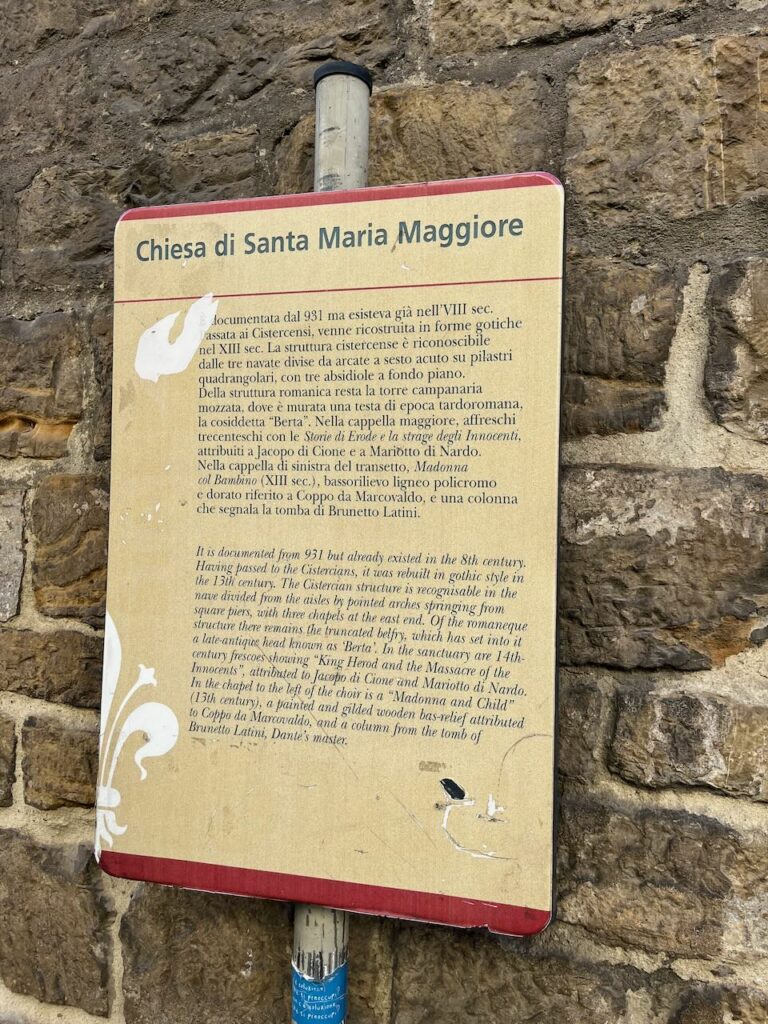 Chiesa di Santa Maria Maggiore
È documentata dal 931 ma esisteva già nell'VIII sec.
assata ai Cistercensi, venne ricostruita in forme gotiche
nel XIII sec. La struttura cistercense è riconoscibile
dalle tre navate divise da arcate a sesto acuto su pilastri
quadrangolari, con tre absidiole a fondo piano.
Della struttura romanica resta la torre campanaria
mozzata, dove è murata una testa di epoca tardoromana,
la cosiddetta "Berta". Nella cappella maggiore, affreschi
trecenteschi con le Storie di Erode e la strage degli Innocenti,
attribuiti a Jacopo di Cione e a Mariotto di Nardo.
Nella cappella di sinistra del transetto, Madonna
col Bambino (XIII sec.), bassorilievo ligneo policromo
e dorato riferito a Coppo da Marcovaldo, e una colonna
che segnala la tomba di Brunetto Latini.
It is documented from 931 but already existed in the 8th century.
Having passed to the Cistercians, it was rebuilt in gothic style in
the 13th century. The Cistercian structure is recognisable in the
nave divided from the aisles by pointed arches springing from
square piers, with three chapels at the east end. Of the romaneque
structure there remains the truncated belfry, which has set into it
a late-antique head known as 'Berta'. In the sanctuary are 14th-
century frescoes showing "King Herod and the Massacre of the
Innocents", attributed to Jacopo di Cione and Mariotto di Nardo.
In the chapel to the left of the choir is a "Madonna and Child"
(13th century), a painted and gilded wooden bas-relief attributed
to Coppo da Marcovaldo, and a column from the tomb of
Brunetto Latini, Dante's master.
ti preoccupi